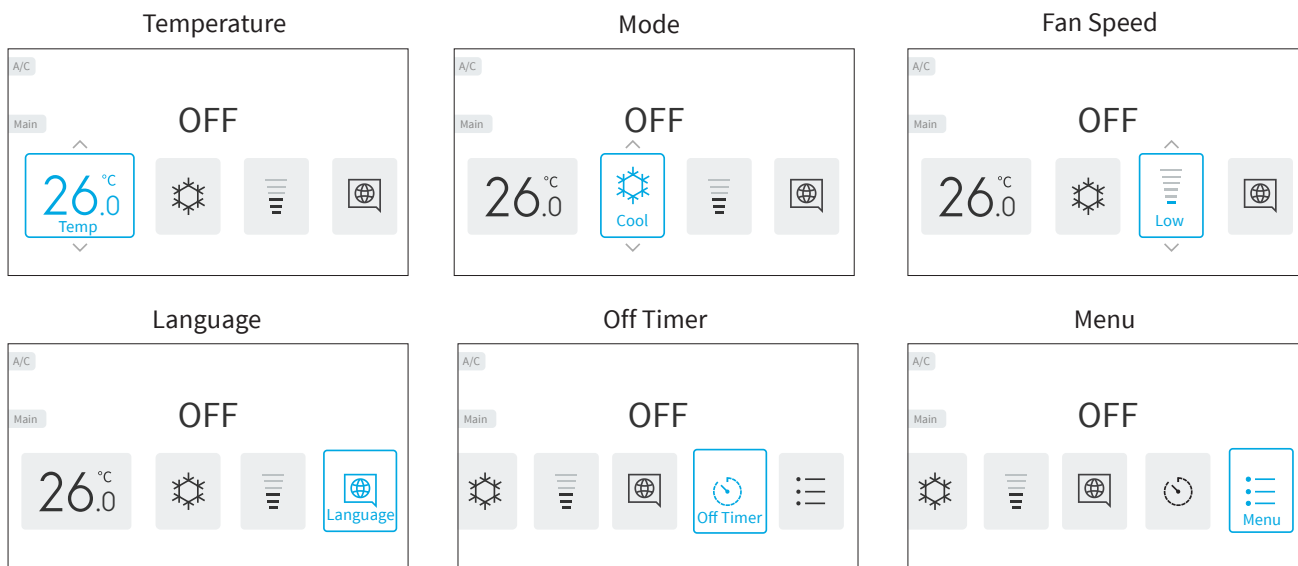 Temperature
A/C
Main
OFF
26.0 °C
Temp
Mode
A/C
Main
OFF
26.0 °C
Cool
Fan Speed
A/C
Main
OFF
26.0 °C
Low
Language
A/C
Main
OFF
26.0 °C
Language
Off Timer
A/C
Main
OFF
Off Timer
Menu
A/C
Main
OFF
Menu